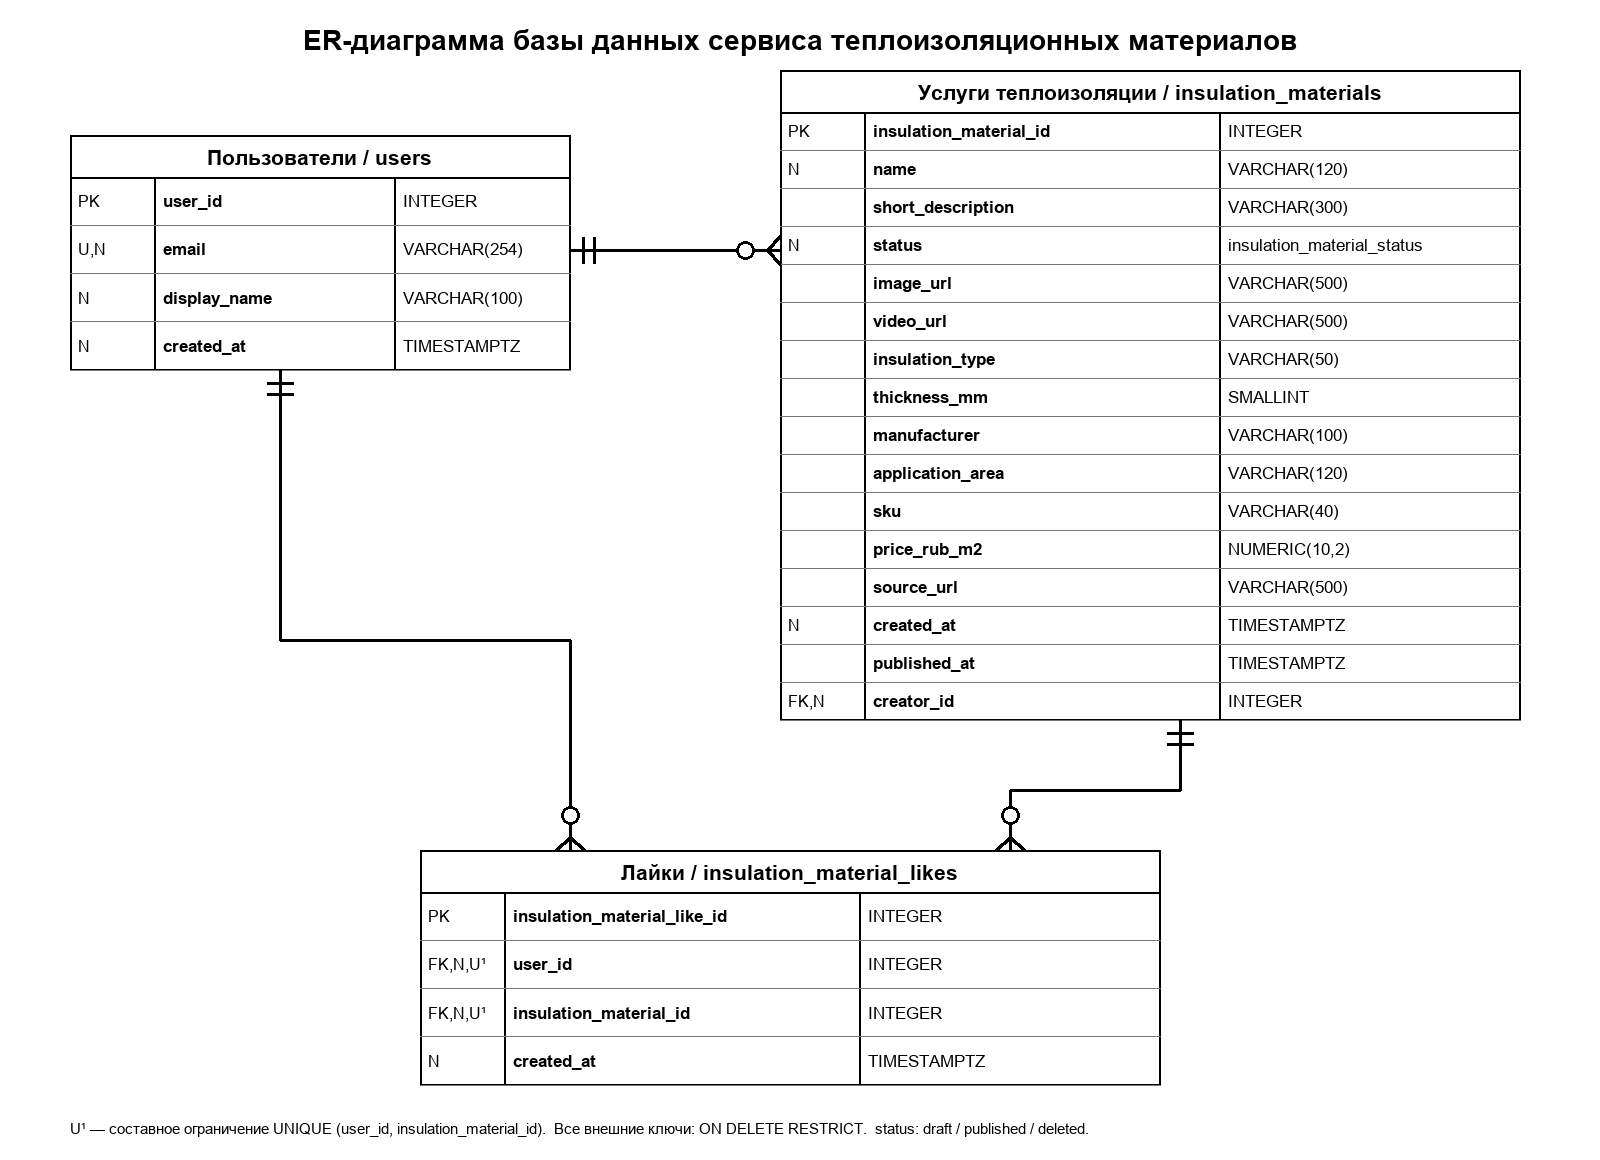 ER-диаграмма базы данных сервиса теплоизоляционных материалов
Пользователи / users
PK user_id INTEGER
U,N email VARCHAR(254)
N display_name VARCHAR(100)
N created_at TIMESTAMPTZ
Услуги теплоизоляции / insulation_materials
PK insulation_material_id INTEGER
N name VARCHAR(120)
short_description VARCHAR(300)
N status insulation_material_status
image_url VARCHAR(500)
video_url VARCHAR(500)
insulation_type VARCHAR(50)
thickness_mm SMALLINT
manufacturer VARCHAR(100)
application_area VARCHAR(120)
sku VARCHAR(40)
price_rub_m2 NUMERIC(10,2)
source_url VARCHAR(500)
N created_at TIMESTAMPTZ
published_at TIMESTAMPTZ
FK,N creator_id INTEGER
Лайки / insulation_material_likes
PK insulation_material_like_id INTEGER
FK,N,U¹ user_id INTEGER
FK,N,U¹ insulation_material_id INTEGER
N created_at TIMESTAMPTZ
U¹ — составное ограничение UNIQUE (user_id, insulation_material_id). Все внешние ключи: ON DELETE RESTRICT. status: draft / published / deleted.